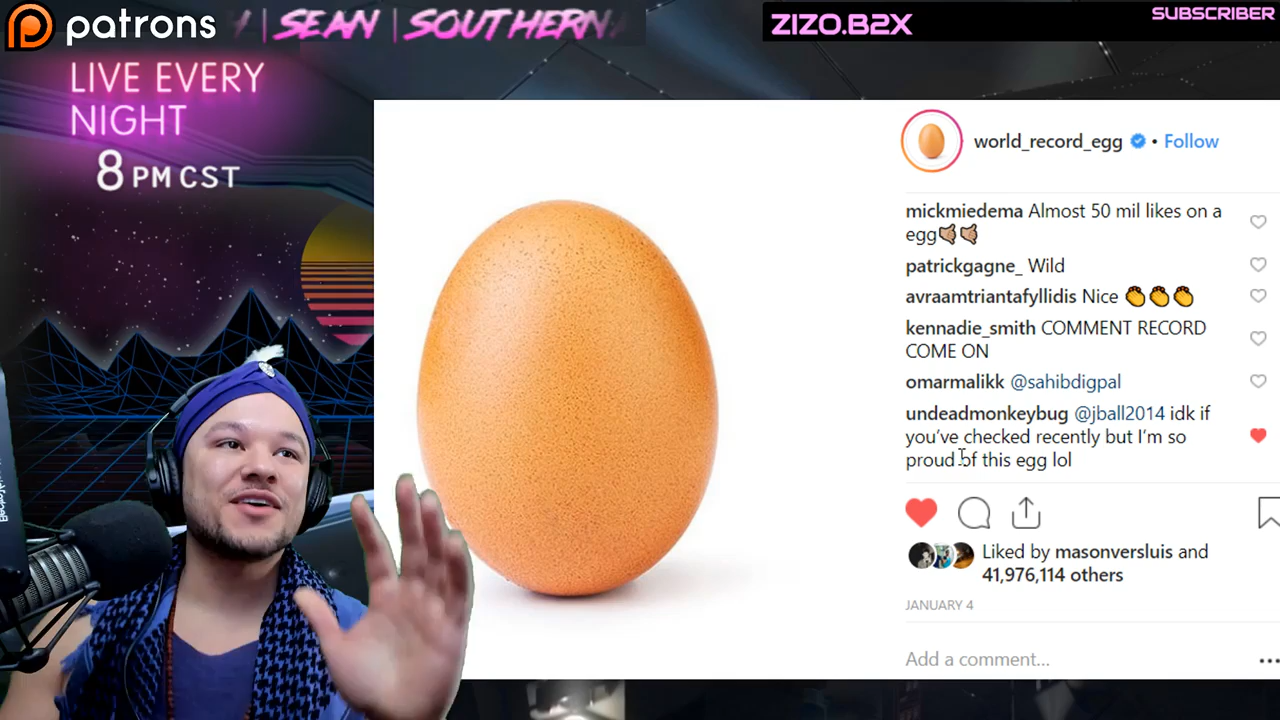 patrons
| SEAN | SOUTHERN
ZIZO.B2X
SUBSCRIBER
LIVE EVERY
NIGHT
8 PM CST
world_record_egg • Follow
mickmiedema Almost 50 mil likes on a
egg🤙🏽🤙🏽
patrickgagne_ Wild
avraamtriantafyllidis Nice 👏👏👏
kennadie_smith COMMENT RECORD
COME ON
omarmalikk @sahibdigpal
undeadmonkeybug @jball2014 idk if
you've checked recently but I'm so
proud of this egg lol
Liked by masonversluis and
41,976,114 others
JANUARY 4
Add a comment...